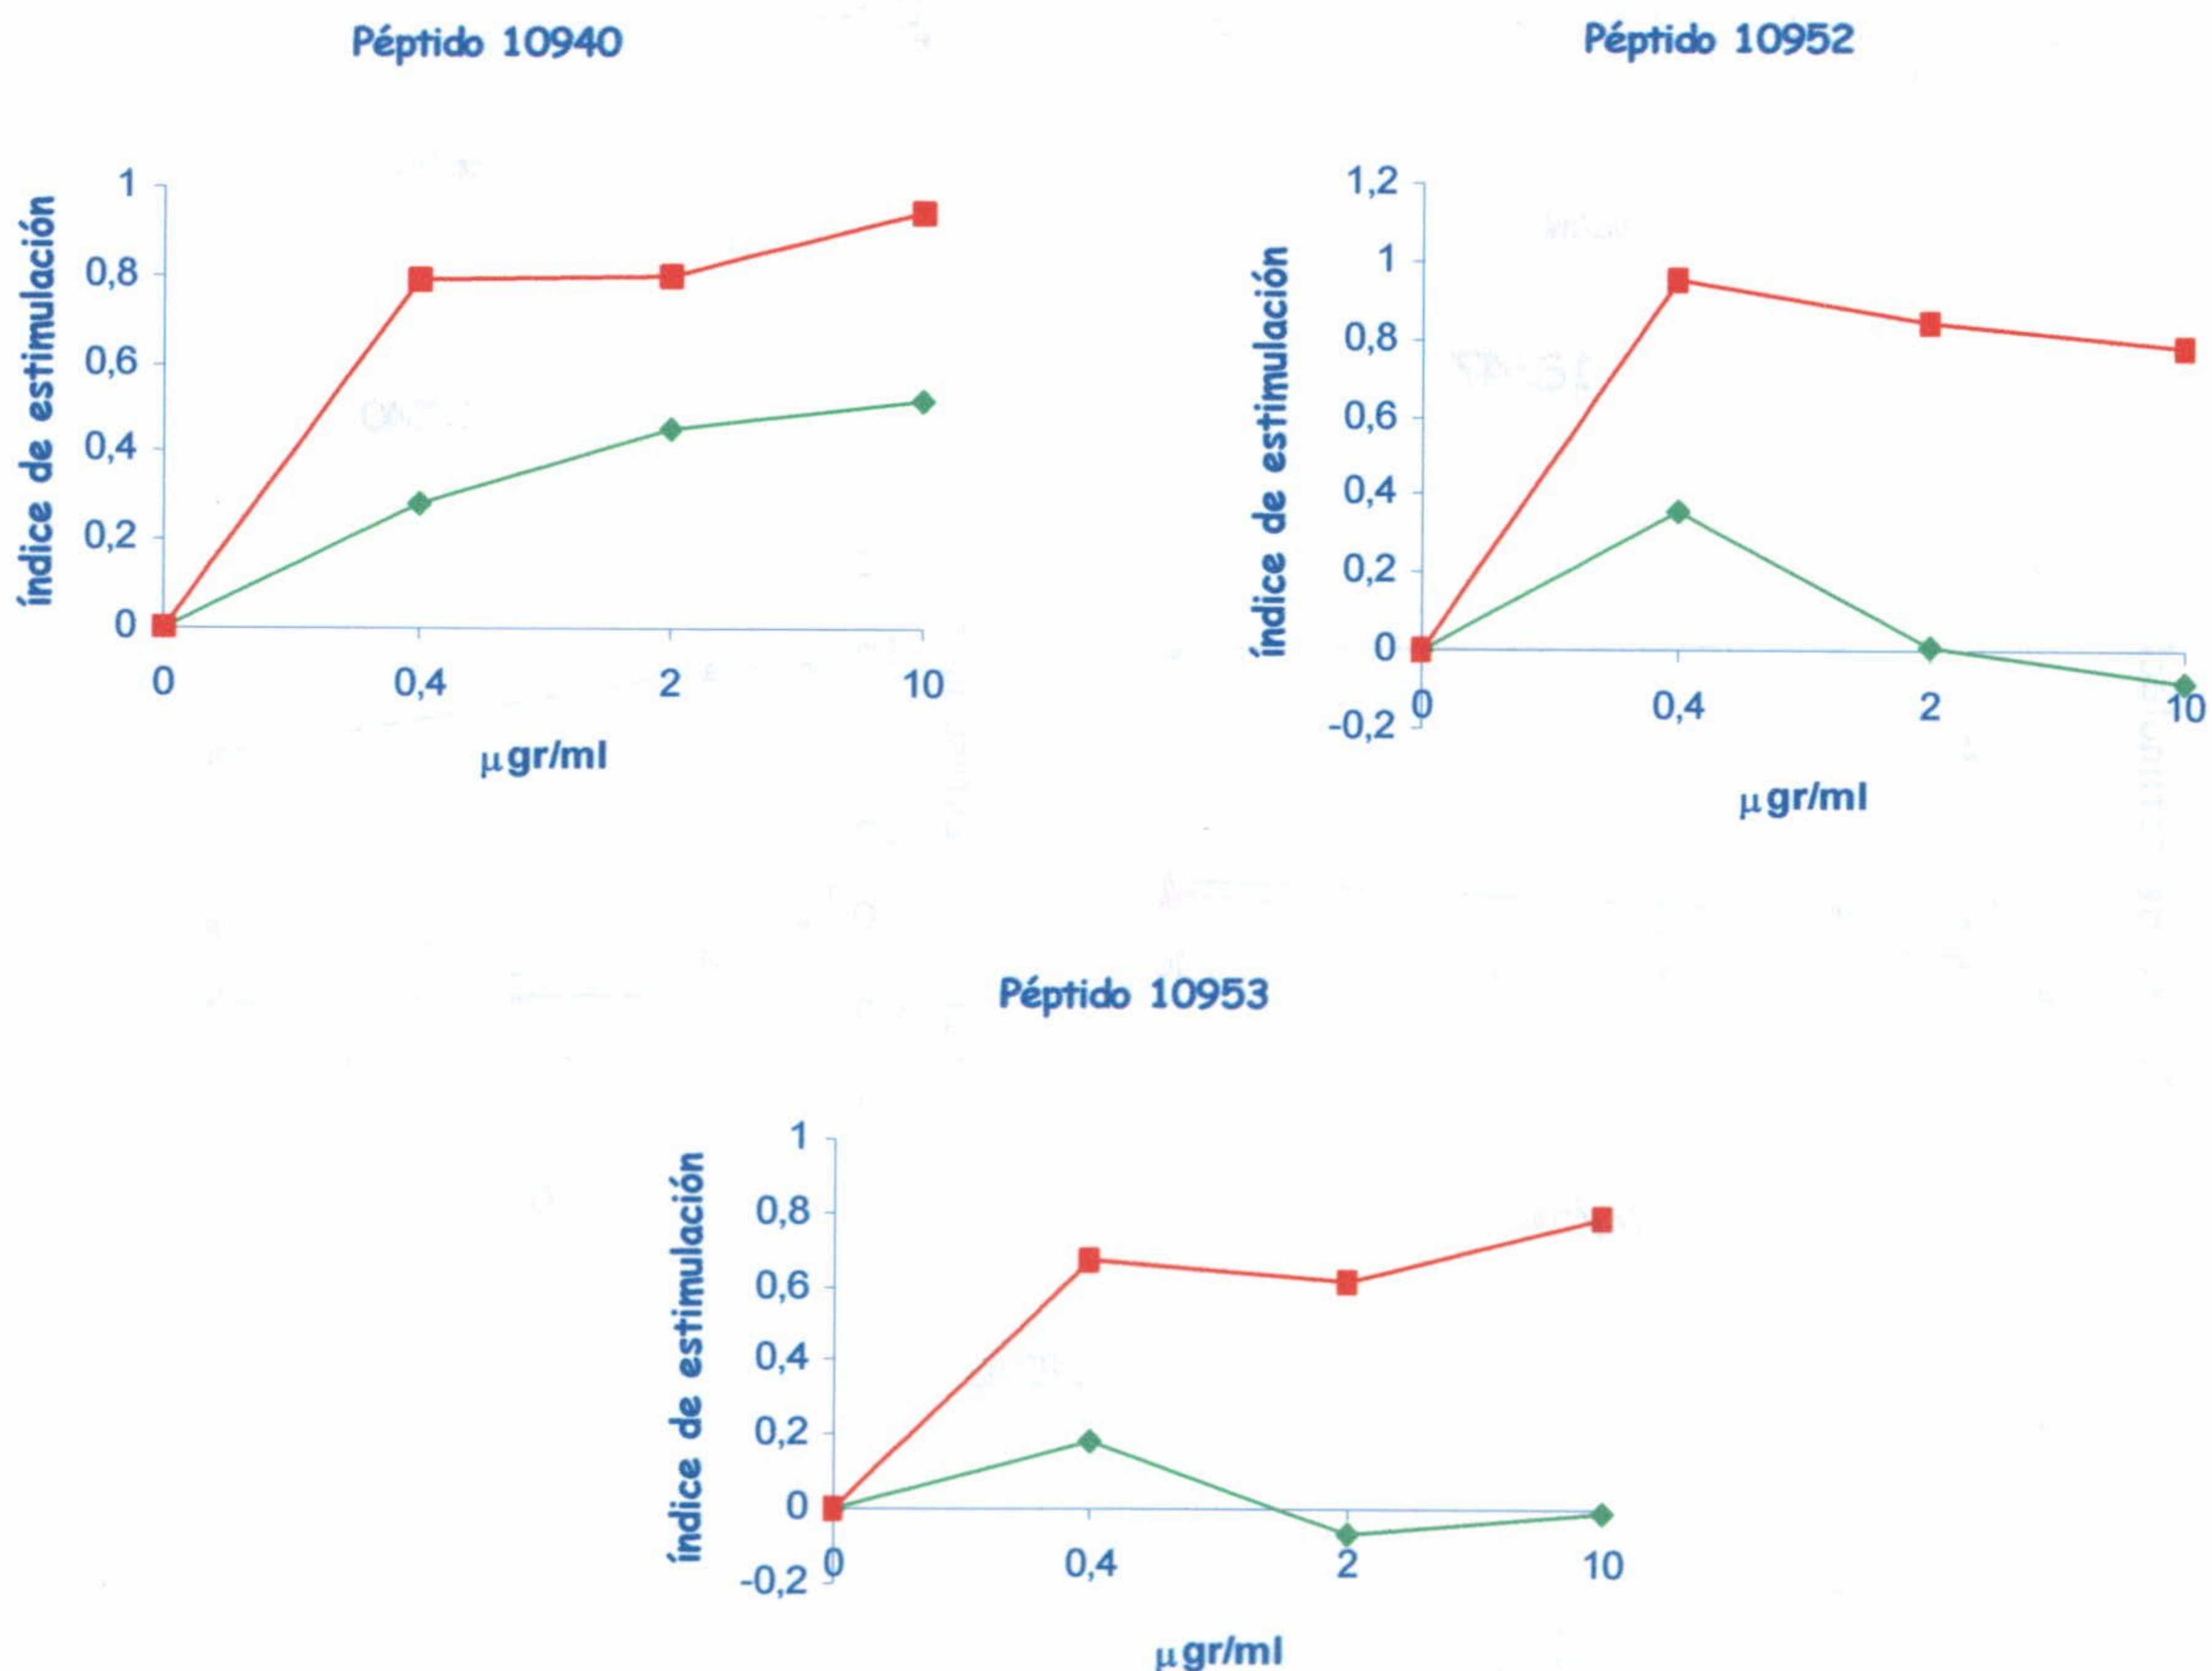 Péptido 10940
índice de estimulación
1
0,8
0,6
0,4
0,2
0
0 0,4 2 10
µgr/ml
Péptido 10952
índice de estimulación
1,2
1
0,8
0,6
0,4
0,2
0
-0,2
0 0,4 2 10
µgr/ml
Péptido 10953
índice de estimulación
1
0,8
0,6
0,4
0,2
0
-0,2
0 0,4 2 10
µgr/ml